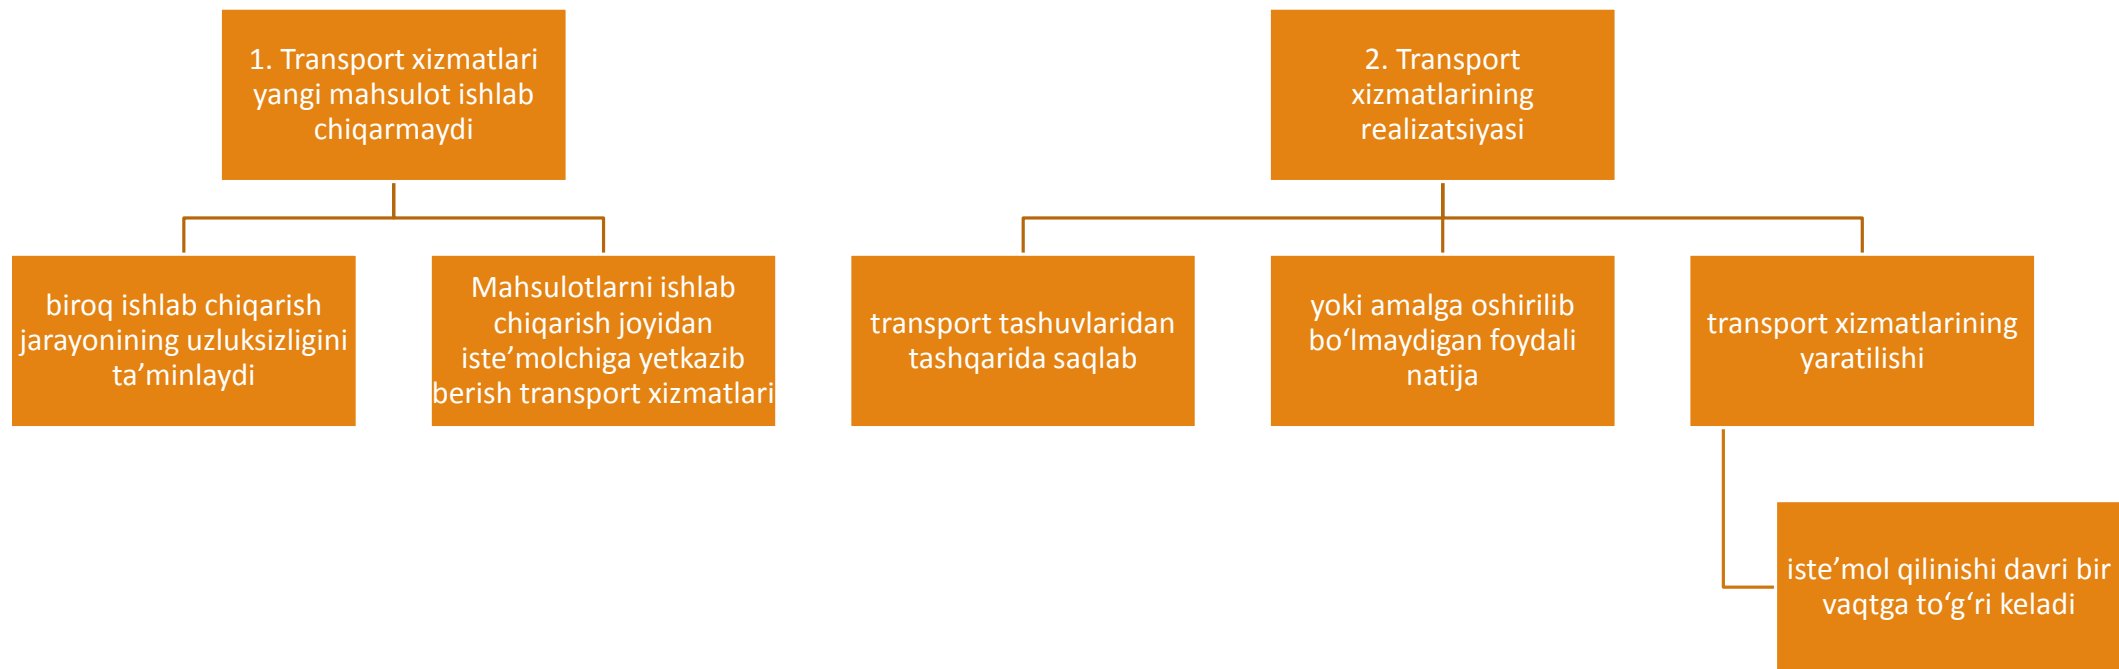 1. Transport xizmatlari
yangi mahsulot ishlab
chiqarmaydi
2. Transport
xizmatlarining
realizatsiyasi
biroq ishlab chiqarish
jarayonining uzluksizligini
ta’minlaydi
Mahsulotlarni ishlab
chiqarish joyidan
iste’molchiga yetkazib
berish transport xizmatlari
transport tashuvlaridan
tashqarida saqlab
yoki amalga oshirilib
bo‘lmaydigan foydali
natija
transport xizmatlarining
yaratilishi
iste’mol qilinishi davri bir
vaqtga to‘g‘ri keladi